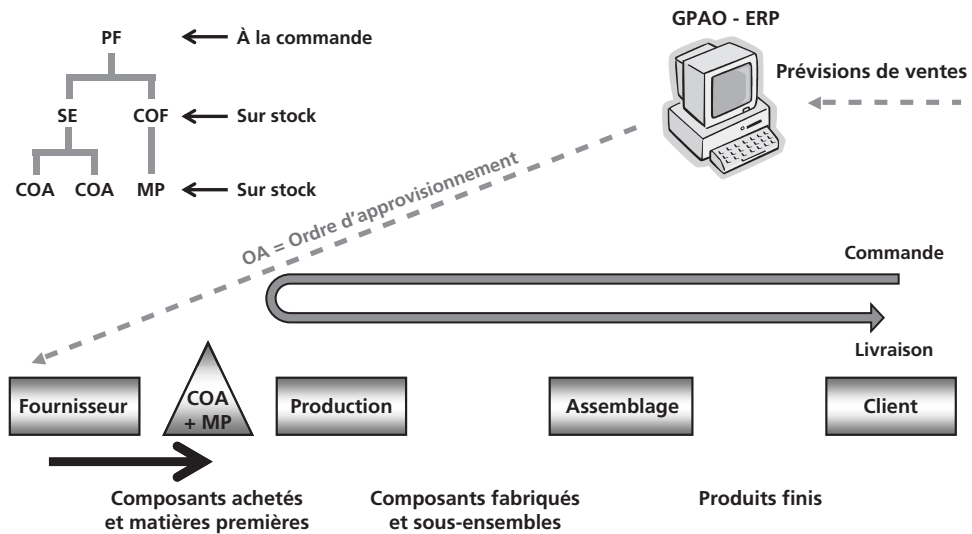 GPAO - ERP
PF
À la commande
Prévisions de ventes
SE
COF
Sur stock
COA
COA
MP
Sur stock
OA = Ordre d'approvisionnement
Commande
Livraison
Fournisseur
COA
+ MP
Production
Assemblage
Client
Composants achetés
et matières premières
Composants fabriqués
et sous-ensembles
Produits finis